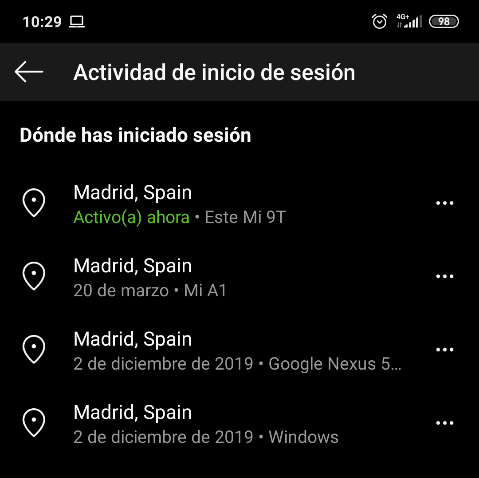 10:29
4G+
98
Actividad de inicio de sesión
Dónde has iniciado sesión
Madrid, Spain
Activo(a) ahora • Este Mi 9T
Madrid, Spain
20 de marzo • Mi A1
Madrid, Spain
2 de diciembre de 2019 • Google Nexus 5...
Madrid, Spain
2 de diciembre de 2019 • Windows